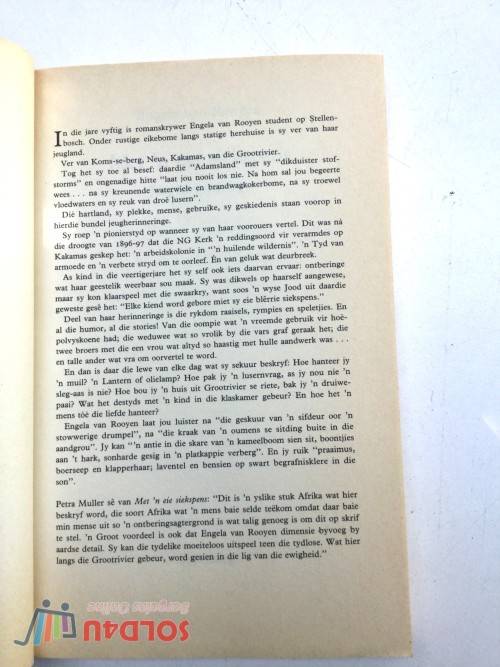 In die jare vyftig is romanskrywer Engela van Rooyen student op Stellen-
bosch. Onder rustige eikebome langs statige herehuise is sy ver van haar
jeugland.
Ver van Koms-se-berg, Neus, Kakamas, van die Grootrivier.
Tog het sy toe al besef: daardie “Adamsland” met sy “dikduister stof-
storms” en ongenadige hitte “laat jou nooit los nie. Na hom sal jou begeerte
wees . . . na sy kreunende waterwiele en brandwagkokerbome, na sy troewel
vloedwaters en sy reuk van droë lusern”.
Dié hartland, sy plekke, mense, gebruike, sy geskiedenis staan voorop in
hierdie bundel jeugherinneringe.
Sy roep ’n pionierstyd op wanneer sy van haar voorouers vertel. Dit was ná
die droogte van 1896-97 dat die NG Kerk ’n reddingsoord vir verarmdes op
Kakamas geskep het: ’n arbeidskolonie in “’n huilende wildernis”. ’n Tyd van
armoede en ’n verbete stryd om te oorleef. Én van geluk wat deurbreek.
As kind in die veertigerjare het sy self ook iets daarvan ervaar: ontberinge
wat haar geestelik weerbaar sou maak. Sy was dikwels op haarself aangewese,
maar sy kon klaarspeel met die swaarkry, want soos ’n wyse Jood uit daardie
geweste gesê het: “Elke kiend word gebore miet sy eie blêrrie siekspens.”
Deel van haar herinneringe is die rykdom raaisels, rympies en speletjies. En
al die humor, al die stories! Van die oompie wat ’n vreemde gebruik vir hoë-
polvyskoene had; die weduwee wat so vrolik by die vars graf geraak het; die
twee broers met die een vrou wat altyd so haastig met hulle aandwerk was . . .
en talle ander wat vra om oorvertel te word.
En dan is daar die lewe van elke dag wat sy sekuur beskryf: Hoe hanteer jy
’n muil? ’n Lantern of olielamp? Hoe pak jy ’n lusernvrag, as jy nou nie ’n
sleg-aas is nie? Hoe bou jy ’n huis uit Grootrivier se riete, bak jy ’n druiwe-
paai? Wat het destyds met ’n kind in die klaskamer gebeur? En hoe het ’n
mens tóé die liefde hanteer?
Engela van Rooyen laat jou luister na “die geskuur van ’n sifdeur oor ’n
stowwerige drumpel”, na “die kraak van ’n oumens se sitding buite in die
aandgrou”. Jy kan “’n antie in die skare van ’n kameelboom sien sit, boontjies
aan ’t hark, sonharde gesig in ’n platkappie verberg”. En jy ruik “praaimus,
boerseep en klapperhaar; laventel en bensien op swart begrafnisklere in die
son”.
Petra Muller sê van Met ’n eie siekspens: “Dit is ’n yslike stuk Afrika wat hier
beskryf word, die soort Afrika wat ’n mens baie selde teëkom omdat daar baie
min mense uit so ’n ontberingsagtergrond is wat talig genoeg is om dit op skrif
te stel. ’n Groot voordeel is ook dat Engela van Rooyen dimensie byvoeg by
aardse detail. Sy kan die tydelike moeiteloos uitspeel teen die tydlose. Wat hier
langs die Grootrivier gebeur, word gesien in die lig van die ewigheid.”
Bargains Online
SOLD4U